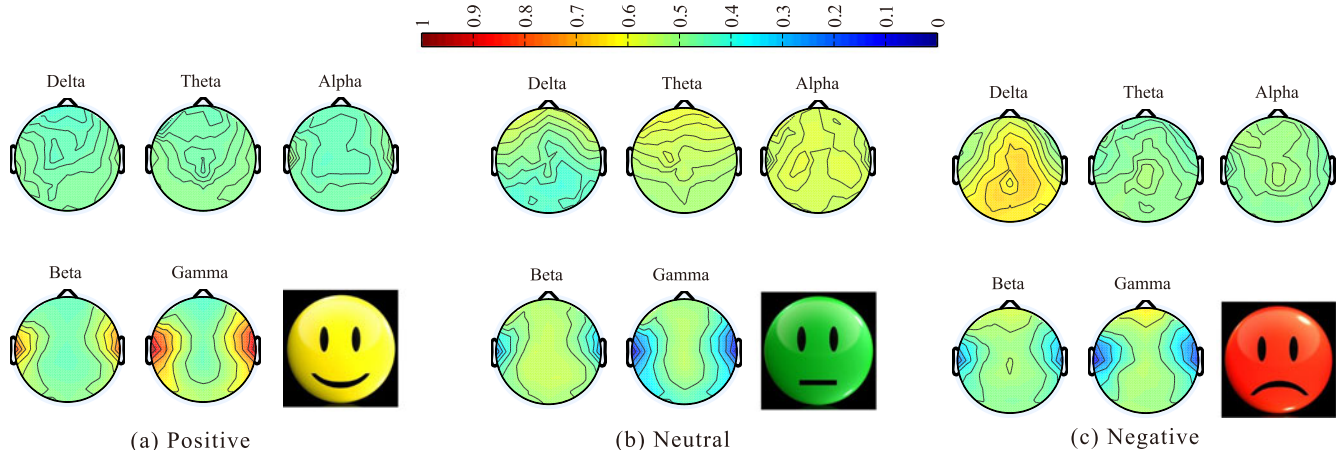 1 0.9 0.8 0.7 0.6 0.5 0.4 0.3 0.2 0.1 0
Delta Theta Alpha
Beta Gamma
(a) Positive
Delta Theta Alpha
Beta Gamma
(b) Neutral
Delta Theta Alpha
Beta Gamma
(c) Negative